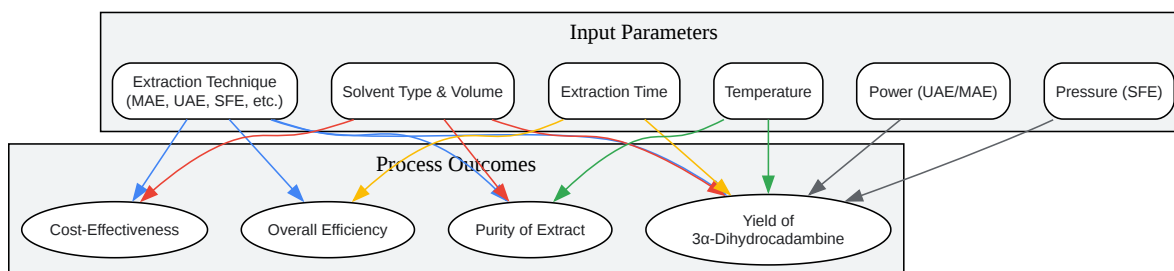 Input Parameters
Extraction Technique
(MAE, UAE, SFE, etc.)
Solvent Type & Volume
Extraction Time
Temperature
Power (UAE/MAE)
Pressure (SFE)
Process Outcomes
Cost-Effectiveness
Overall Efficiency
Purity of Extract
Yield of
3α-Dihydrocadambine